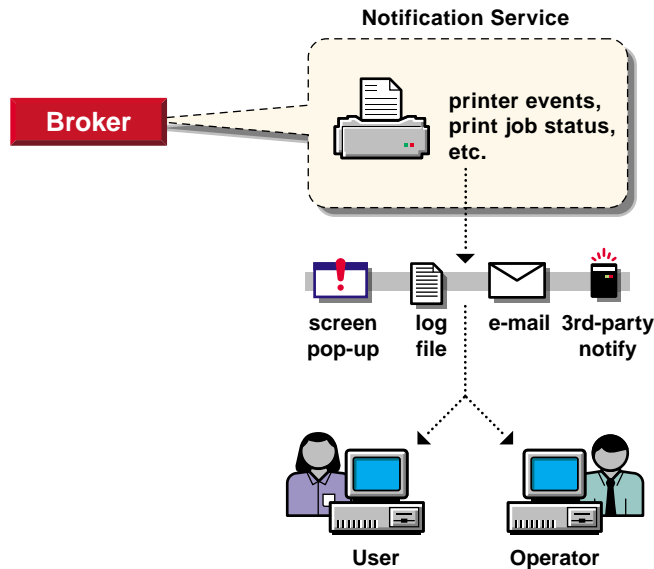 Notification Service
Broker
printer events,
print job status,
etc.
screen
pop-up
log
file
e-mail
3rd-party
notify
User
Operator